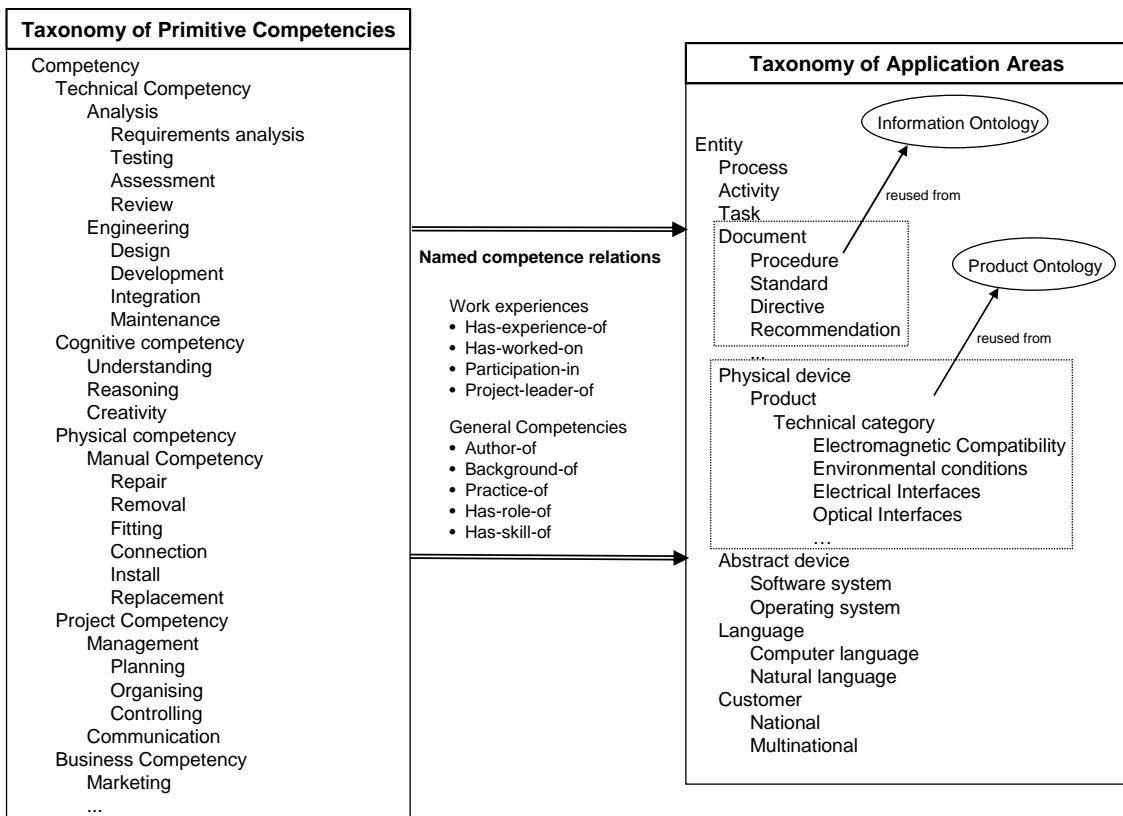 Taxonomy of Primitive Competencies
Competency
Technical Competency
Analysis
Requirements analysis
Testing
Assessment
Review
Engineering
Design
Development
Integration
Maintenance
Cognitive competency
Understanding
Reasoning
Creativity
Physical competency
Manual Competency
Repair
Removal
Fitting
Connection
Install
Replacement
Project Competency
Management
Planning
Organising
Controlling
Communication
Business Competency
Marketing
...
Named competence relations
Work experiences
• Has-experience-of
• Has-worked-on
• Participation-in
• Project-leader-of
General Competencies
• Author-of
• Background-of
• Practice-of
• Has-role-of
• Has-skill-of
Taxonomy of Application Areas
Information Ontology
reused from
Entity
Process
Activity
Task
Document
Procedure
Standard
Directive
Recommendation
...
Product Ontology
reused from
Physical device
Product
Technical category
Electromagnetic Compatibility
Environmental conditions
Electrical Interfaces
Optical Interfaces
...
Abstract device
Software system
Operating system
Language
Computer language
Natural language
Customer
National
Multinational